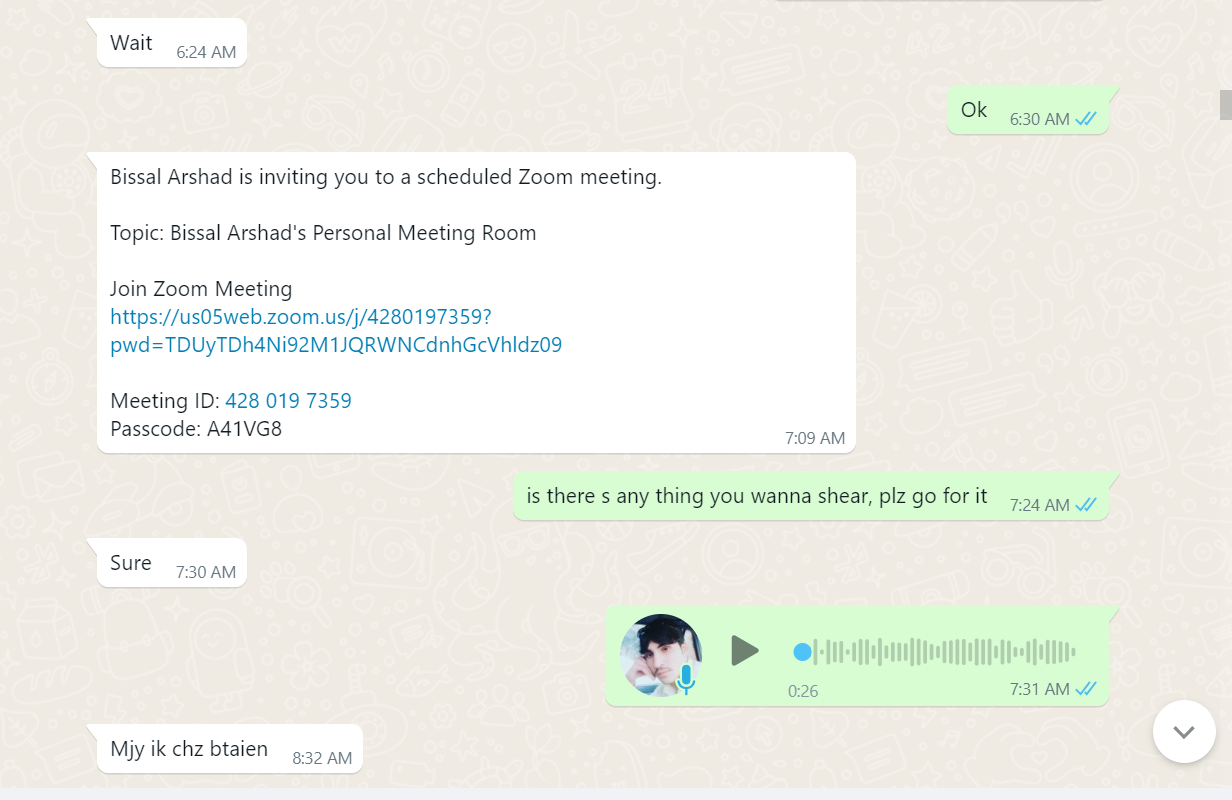 Wait 6:24 AM
Ok 6:30 AM
Bissal Arshad is inviting you to a scheduled Zoom meeting.
Topic: Bissal Arshad's Personal Meeting Room
Join Zoom Meeting
https://us05web.zoom.us/j/4280197359?
pwd=TDUyTDh4Ni92M1JQRWNCdnhGcVhldz09
Meeting ID: 428 019 7359
Passcode: A41VG8
7:09 AM
is there s any thing you wanna shear, plz go for it 7:24 AM
Sure 7:30 AM
0:26 7:31 AM
Mjy ik chz btaien 8:32 AM